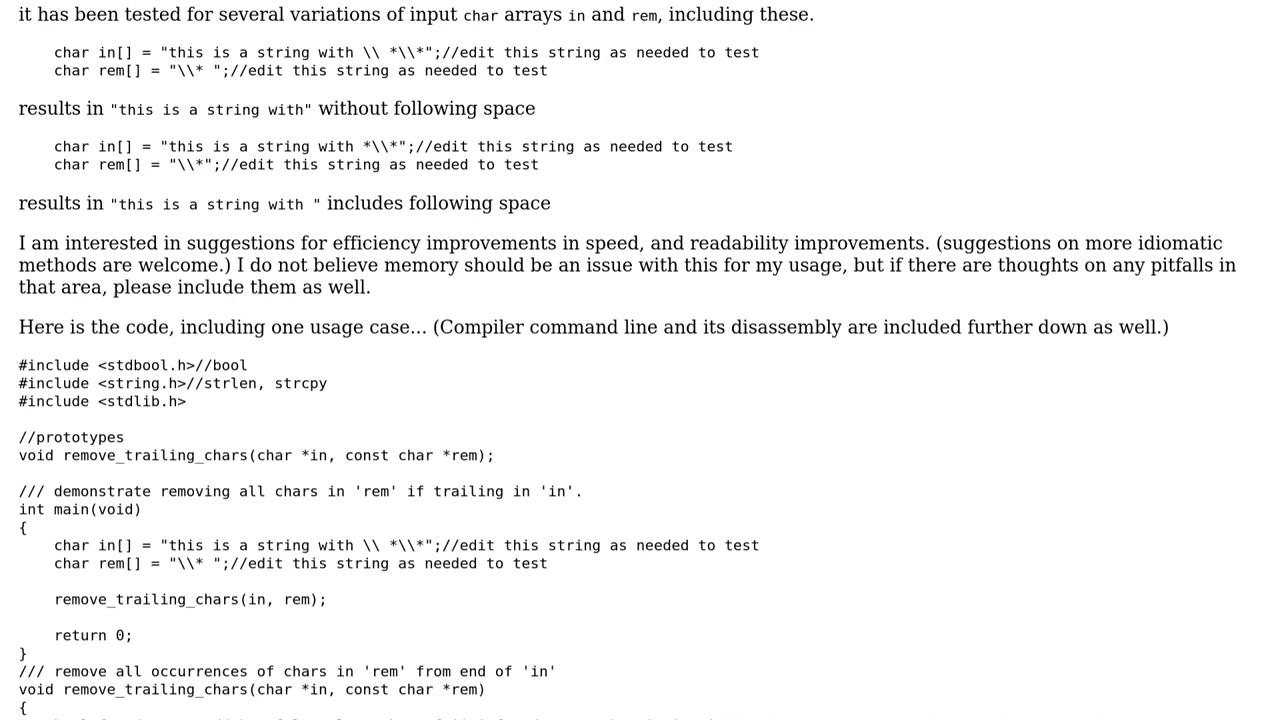 it has been tested for several variations of input char arrays in and rem, including these.
char in[] = "this is a string with \\ *\\*";//edit this string as needed to test
char rem[] = "\\* ";//edit this string as needed to test
results in "this is a string with" without following space
char in[] = "this is a string with *\\*";//edit this string as needed to test
char rem[] = "\\*";//edit this string as needed to test
results in "this is a string with " includes following space
I am interested in suggestions for efficiency improvements in speed, and readability improvements. (suggestions on more idiomatic
methods are welcome.) I do not believe memory should be an issue with this for my usage, but if there are thoughts on any pitfalls in
that area, please include them as well.
Here is the code, including one usage case... (Compiler command line and its disassembly are included further down as well.)
#include <stdbool.h>//bool
#include <string.h>//strlen, strcpy
#include <stdlib.h>
//prototypes
void remove_trailing_chars(char *in, const char *rem);
/// demonstrate removing all chars in 'rem' if trailing in 'in'.
int main(void)
{
char in[] = "this is a string with \\ *\\*";//edit this string as needed to test
char rem[] = "\\* ";//edit this string as needed to test
remove_trailing_chars(in, rem);
return 0;
}
/// remove all occurrences of chars in 'rem' from end of 'in'
void remove_trailing_chars(char *in, const char *rem)
{